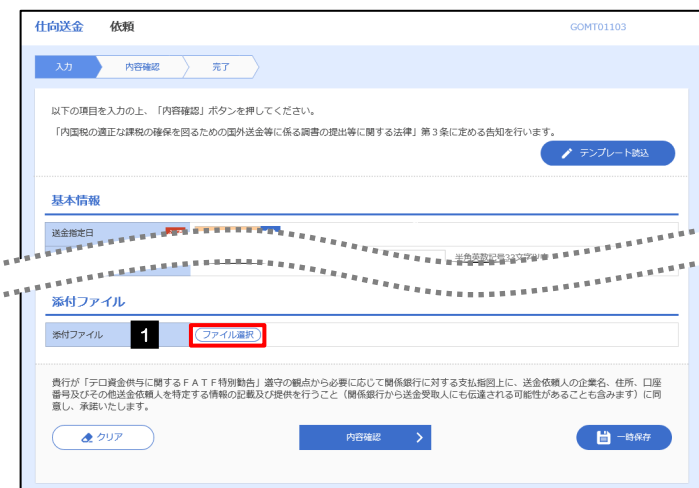 仕向送金 依頼 GOMT01103
入力 内容確認 完了
以下の項目を入力の上、「内容確認」ボタンを押してください。
「内国税の適正な課税の確保を図るための国外送金等に係る調書の提出等に関する法律」第3条に定める告知を行います。
テンプレート読込
基本情報
送金指定日
添付ファイル
添付ファイル 1 ファイル選択
貴行が「テロ資金供与に関するＦＡＴＦ特別勧告」遵守の観点から必要に応じて関係銀行に対する支払指図上に、送金依頼人の企業名、住所、口座
番号及びその他送金依頼人を特定する情報の記載及び提供を行うこと（関係銀行から送金受取人にも伝達される可能性があることも含みます）に同
意し、承諾いたします。
クリア 内容確認 一時保存